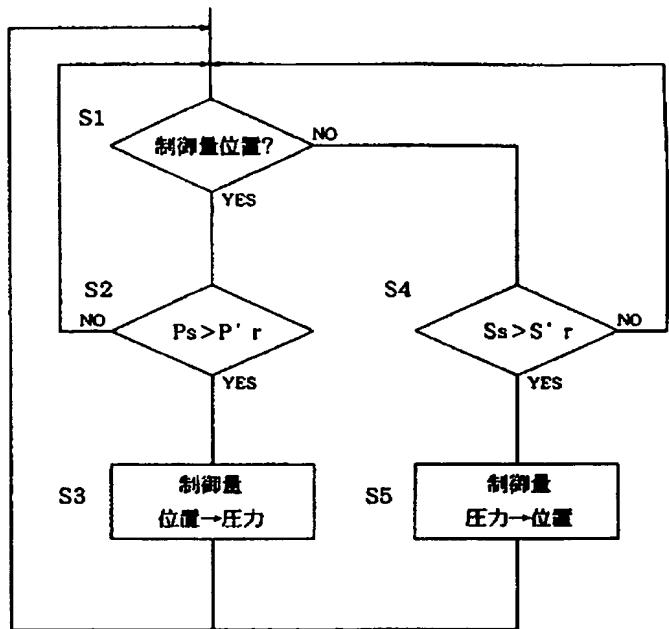 S1
制御量位置?
NO
YES
S2
Ps>P' r
NO
YES
S4
Ss>S' r
NO
YES
S3
制御量
位置→圧力
S5
制御量
圧力→位置